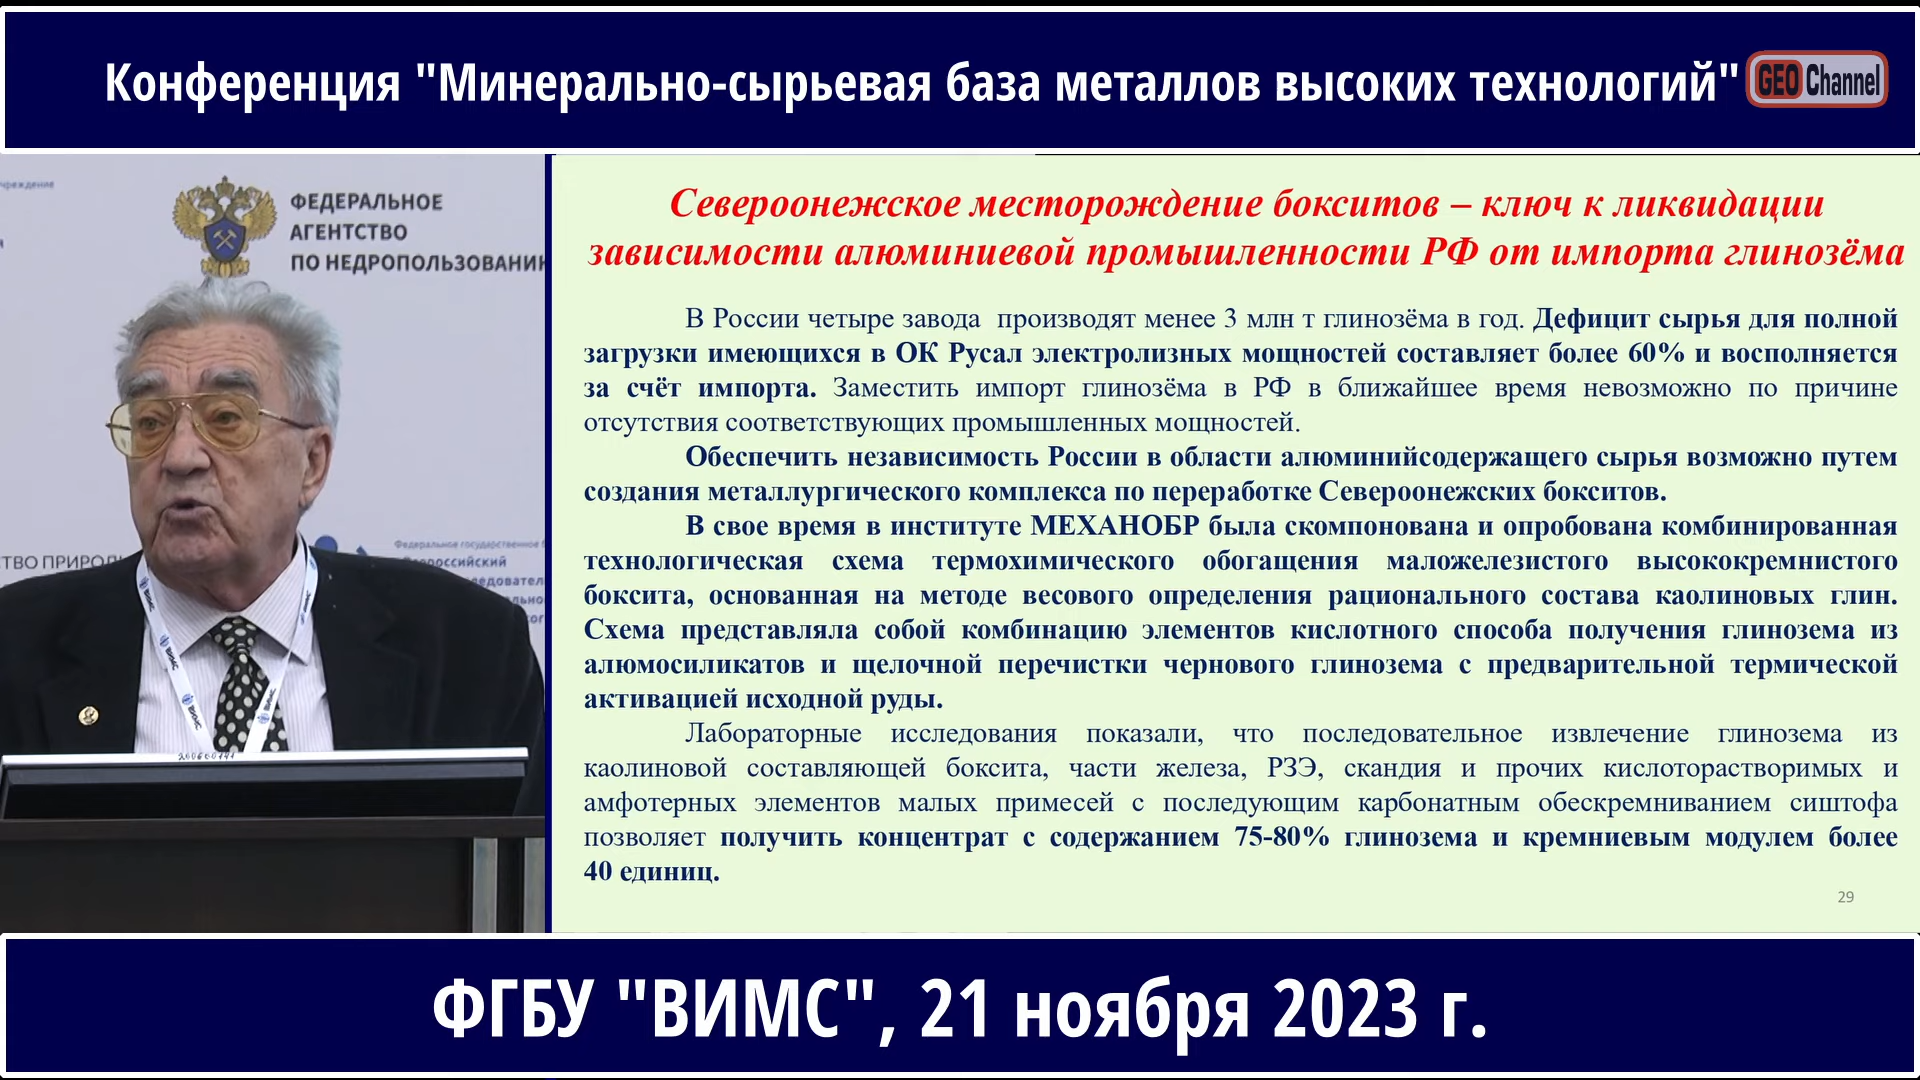 Конференция "Минерально-сырьевая база металлов высоких технологий"
GEO Channel
учреждение
ФЕДЕРАЛЬНОЕ
АГЕНТСТВО
ПО НЕДРОПОЛЬЗОВАНИ
Федеральное государственное
ВИМС
ВИМС
ВИМС
Североонежское месторождение бокситов – ключ к ликвидации
зависимости алюминиевой промышленности РФ от импорта глинозёма
В России четыре завода производят менее 3 млн т глинозёма в год. Дефицит сырья для полной
загрузки имеющихся в ОК Русал электролизных мощностей составляет более 60% и восполняется
за счёт импорта. Заместить импорт глинозёма в РФ в ближайшее время невозможно по причине
отсутствия соответствующих промышленных мощностей.
Обеспечить независимость России в области алюминийсодержащего сырья возможно путем
создания металлургического комплекса по переработке Североонежских бокситов.
В свое время в институте МЕХАНОБР была скомпонована и опробована комбинированная
технологическая схема термохимического обогащения маложелезистого высококремнистого
боксита, основанная на методе весового определения рационального состава каолиновых глин.
Схема представляла собой комбинацию элементов кислотного способа получения глинозема из
алюмосиликатов и щелочной перечистки чернового глинозема с предварительной термической
активацией исходной руды.
Лабораторные исследования показали, что последовательное извлечение глинозема из
каолиновой составляющей боксита, части железа, РЗЭ, скандия и прочих кислоторастворимых и
амфотерных элементов малых примесей с последующим карбонатным обескремниванием сиштофа
позволяет получить концентрат с содержанием 75-80% глинозема и кремниевым модулем более
40 единиц.
29
ФГБУ "ВИМС", 21 ноября 2023 г.